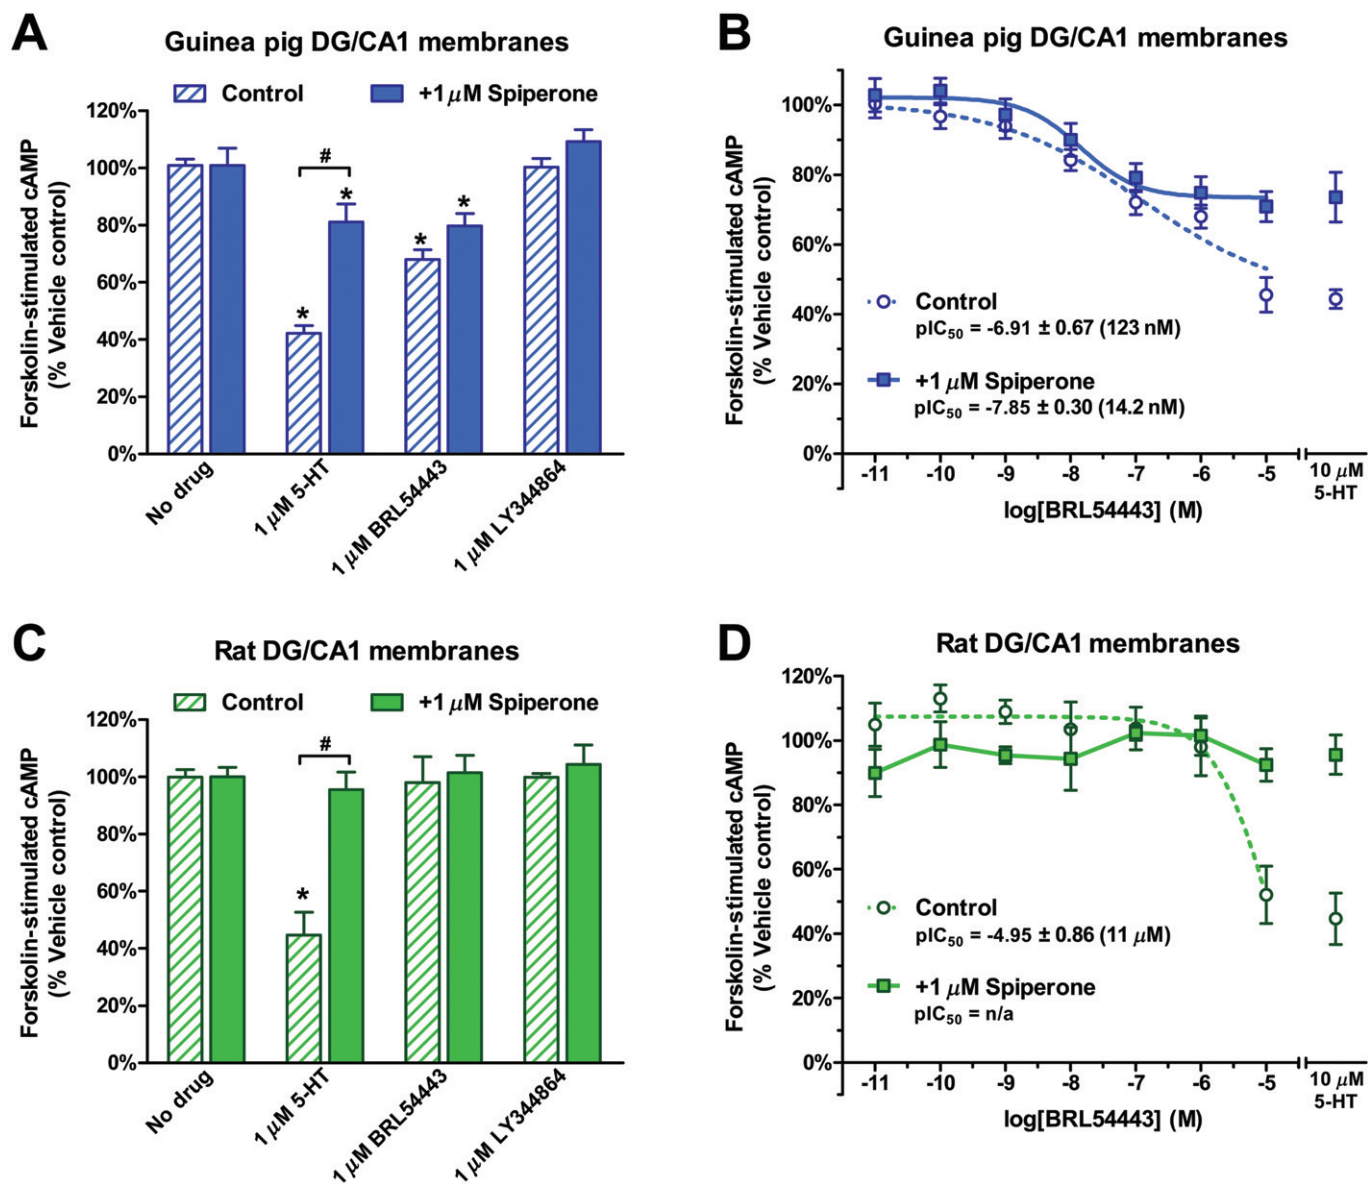 A
Guinea pig DG/CA1 membranes
Control
+1 μM Spiperone
Forskolin-stimulated cAMP
(% Vehicle control)
120%
100%
80%
60%
40%
20%
0%
#
*
*
*
*
No drug
1 μM 5-HT
1 μM BRL54443
1 μM LY344864
B
Guinea pig DG/CA1 membranes
Forskolin-stimulated cAMP
(% Vehicle control)
100%
80%
60%
40%
20%
0%
Control
pIC₅₀ = -6.91 ± 0.67 (123 nM)
+1 μM Spiperone
pIC₅₀ = -7.85 ± 0.30 (14.2 nM)
-11
-10
-9
-8
-7
-6
-5
10 μM
5-HT
log[BRL54443] (M)
C
Rat DG/CA1 membranes
Control
+1 μM Spiperone
Forskolin-stimulated cAMP
(% Vehicle control)
120%
100%
80%
60%
40%
20%
0%
#
*
No drug
1 μM 5-HT
1 μM BRL54443
1 μM LY344864
D
Rat DG/CA1 membranes
Forskolin-stimulated cAMP
(% Vehicle control)
120%
100%
80%
60%
40%
20%
0%
Control
pIC₅₀ = -4.95 ± 0.86 (11 μM)
+1 μM Spiperone
pIC₅₀ = n/a
-11
-10
-9
-8
-7
-6
-5
10 μM
5-HT
log[BRL54443] (M)